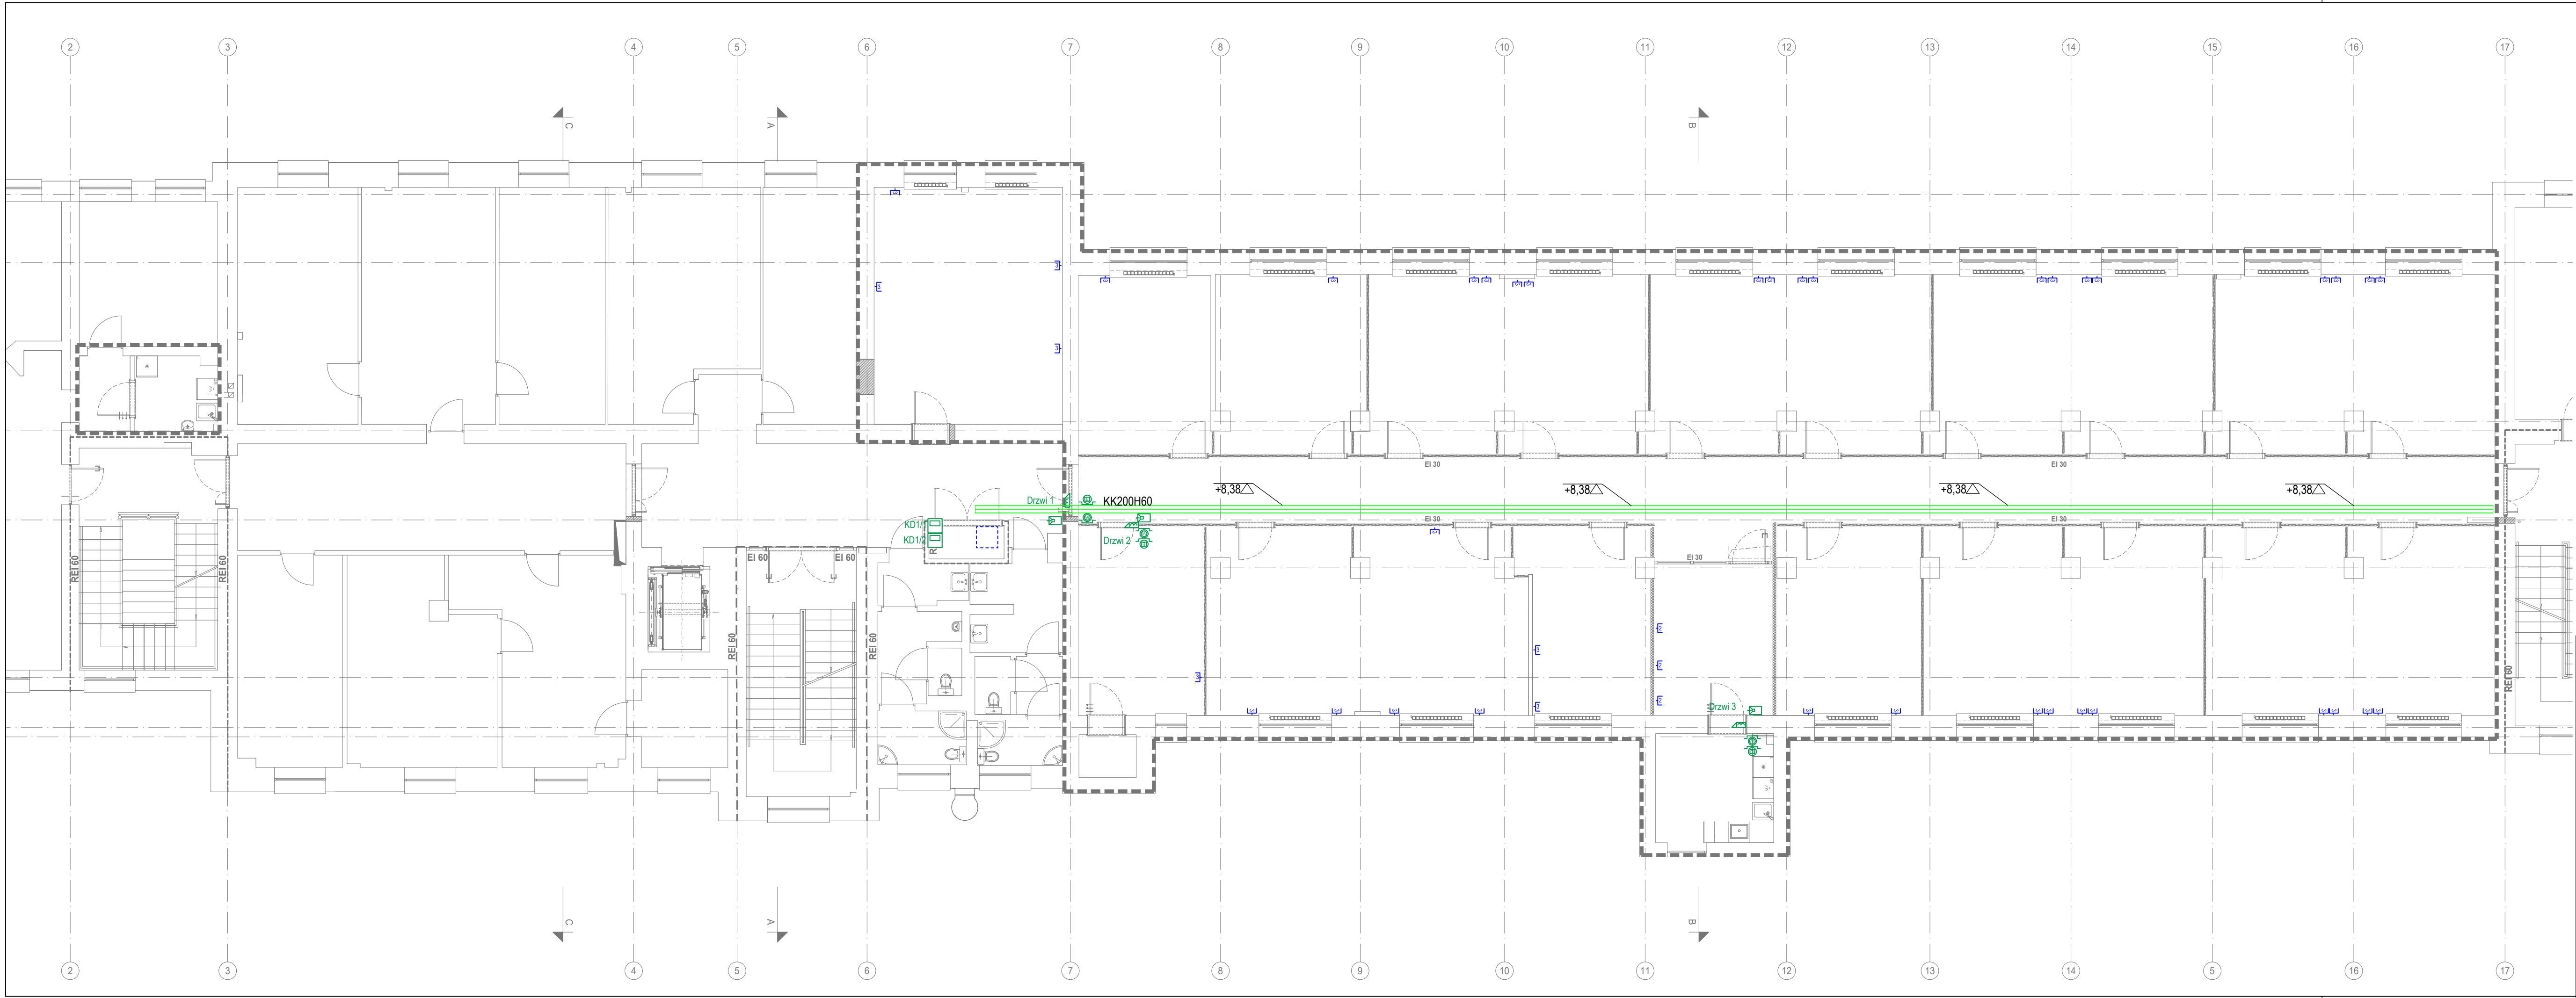 2 3 4 5 6 7 8 9 10 11 12 13 14 15 16 17
C A B
EI 30 EI 30
+8,38 +8,38 +8,38 +8,38
Drzwi 1 KK200H60
EI 30 EI 30
KD1/1
KD1/2 Drzwi 2
R
EI 60 EI 60 EI 30
REI 60 REI 60
REI 60 REI 60
REI 60
Drzwi 3
C A B
2 3 4 5 6 7 8 9 10 11 12 13 14 5 16 17